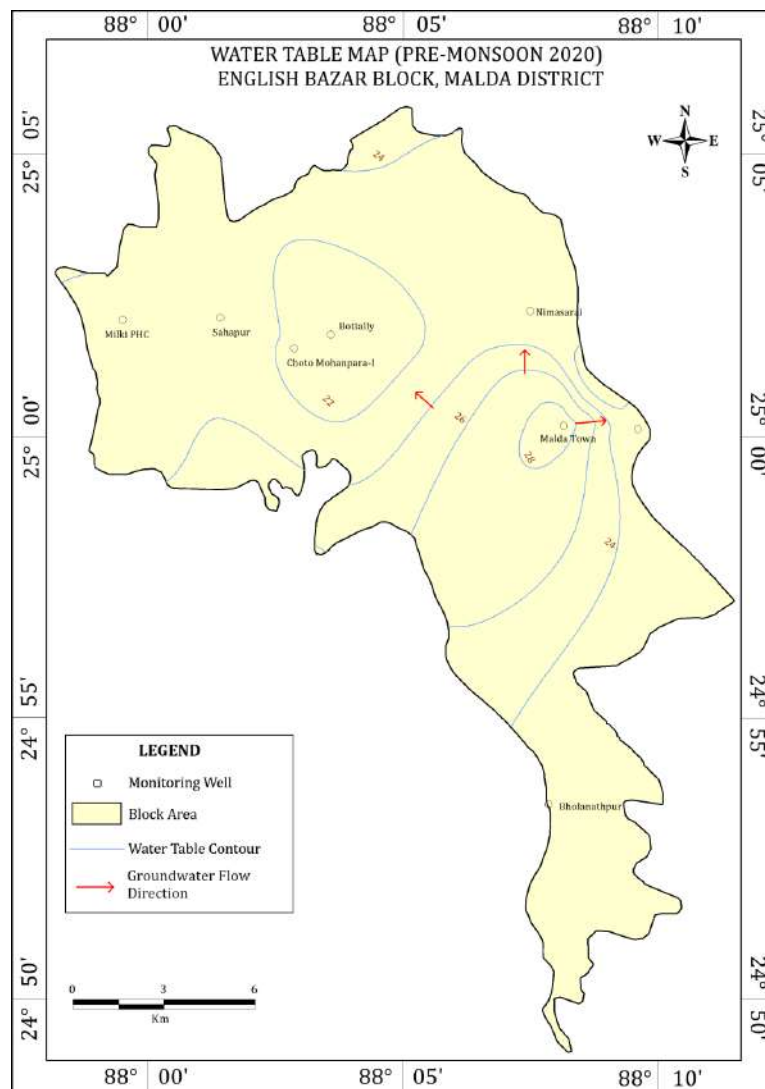 88° 00' 88° 05' 88° 10'
WATER TABLE MAP (PRE-MONSOON 2020)
ENGLISH BAZAR BLOCK, MALDA DISTRICT
N
W E
S
25° 05'
25° 05'
24
Milki PHC
Sahapur
Botlally
Choto Mohanpara-I
22
Nimasarai
25° 00'
25° 00'
26
Malda Town
28
24
24° 55'
24° 55'
LEGEND
Monitoring Well
Block Area
Water Table Contour
Groundwater Flow
Direction
Bholanathpur
0 3 6
Km
24° 50'
24° 50'
88° 00' 88° 05' 88° 10'